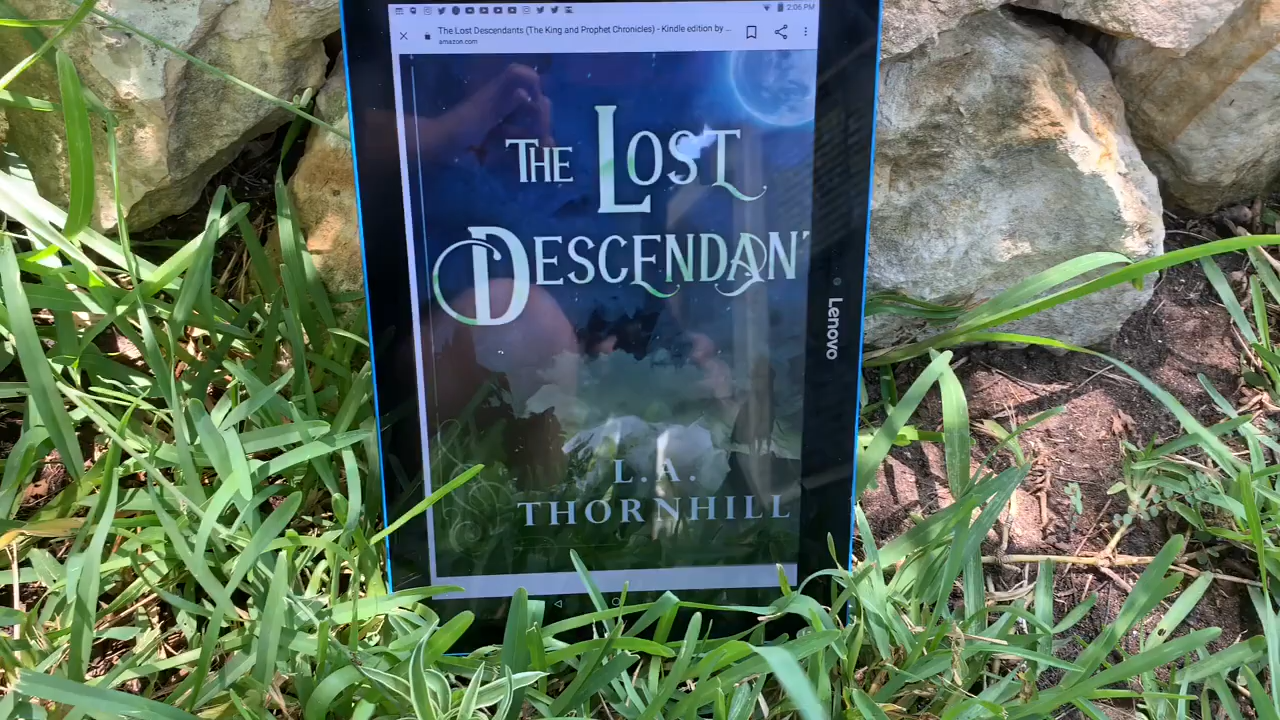 2:06 PM
The Lost Descendants (The King and Prophet Chronicles) - Kindle edition by ...
amazon.com
THE LOST
DESCENDANT
Lenovo
L.A.
THORNHILL